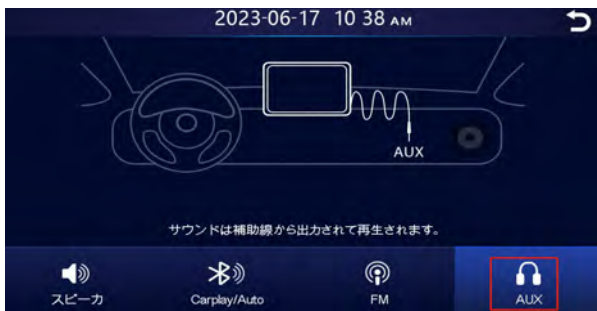 2023-06-17 10 38 AM
AUX
サウンドは補助線から出力されて再生されます。
スピーカ
Carplay/Auto
FM
AUX